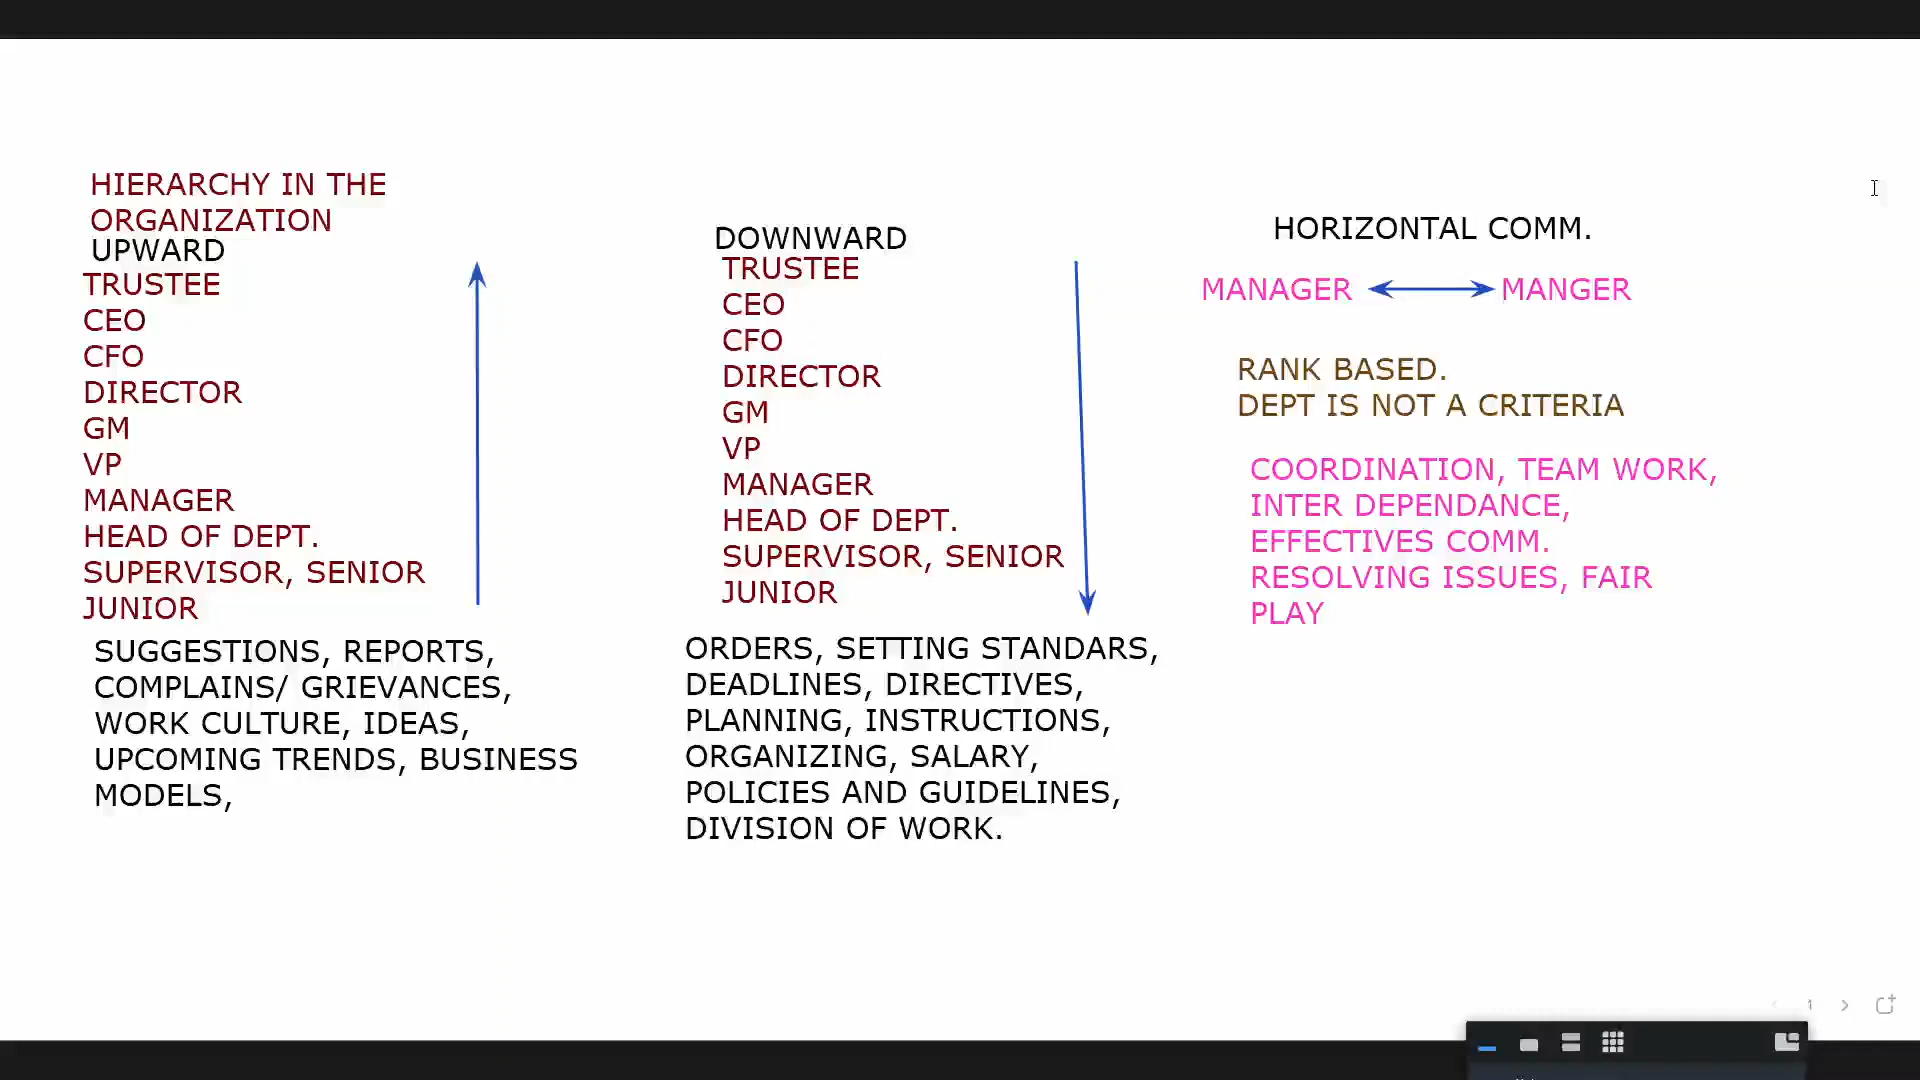 HIERARCHY IN THE
ORGANIZATION
UPWARD
TRUSTEE
CEO
CFO
DIRECTOR
GM
VP
MANAGER
HEAD OF DEPT.
SUPERVISOR, SENIOR
JUNIOR
SUGGESTIONS, REPORTS,
COMPLAINS/ GRIEVANCES,
WORK CULTURE, IDEAS,
UPCOMING TRENDS, BUSINESS
MODELS,
DOWNWARD
TRUSTEE
CEO
CFO
DIRECTOR
GM
VP
MANAGER
HEAD OF DEPT.
SUPERVISOR, SENIOR
JUNIOR
ORDERS, SETTING STANDARS,
DEADLINES, DIRECTIVES,
PLANNING, INSTRUCTIONS,
ORGANIZING, SALARY,
POLICIES AND GUIDELINES,
DIVISION OF WORK.
HORIZONTAL COMM.
MANAGER MANGER
RANK BASED.
DEPT IS NOT A CRITERIA
COORDINATION, TEAM WORK,
INTER DEPENDANCE,
EFFECTIVES COMM.
RESOLVING ISSUES, FAIR
PLAY
1